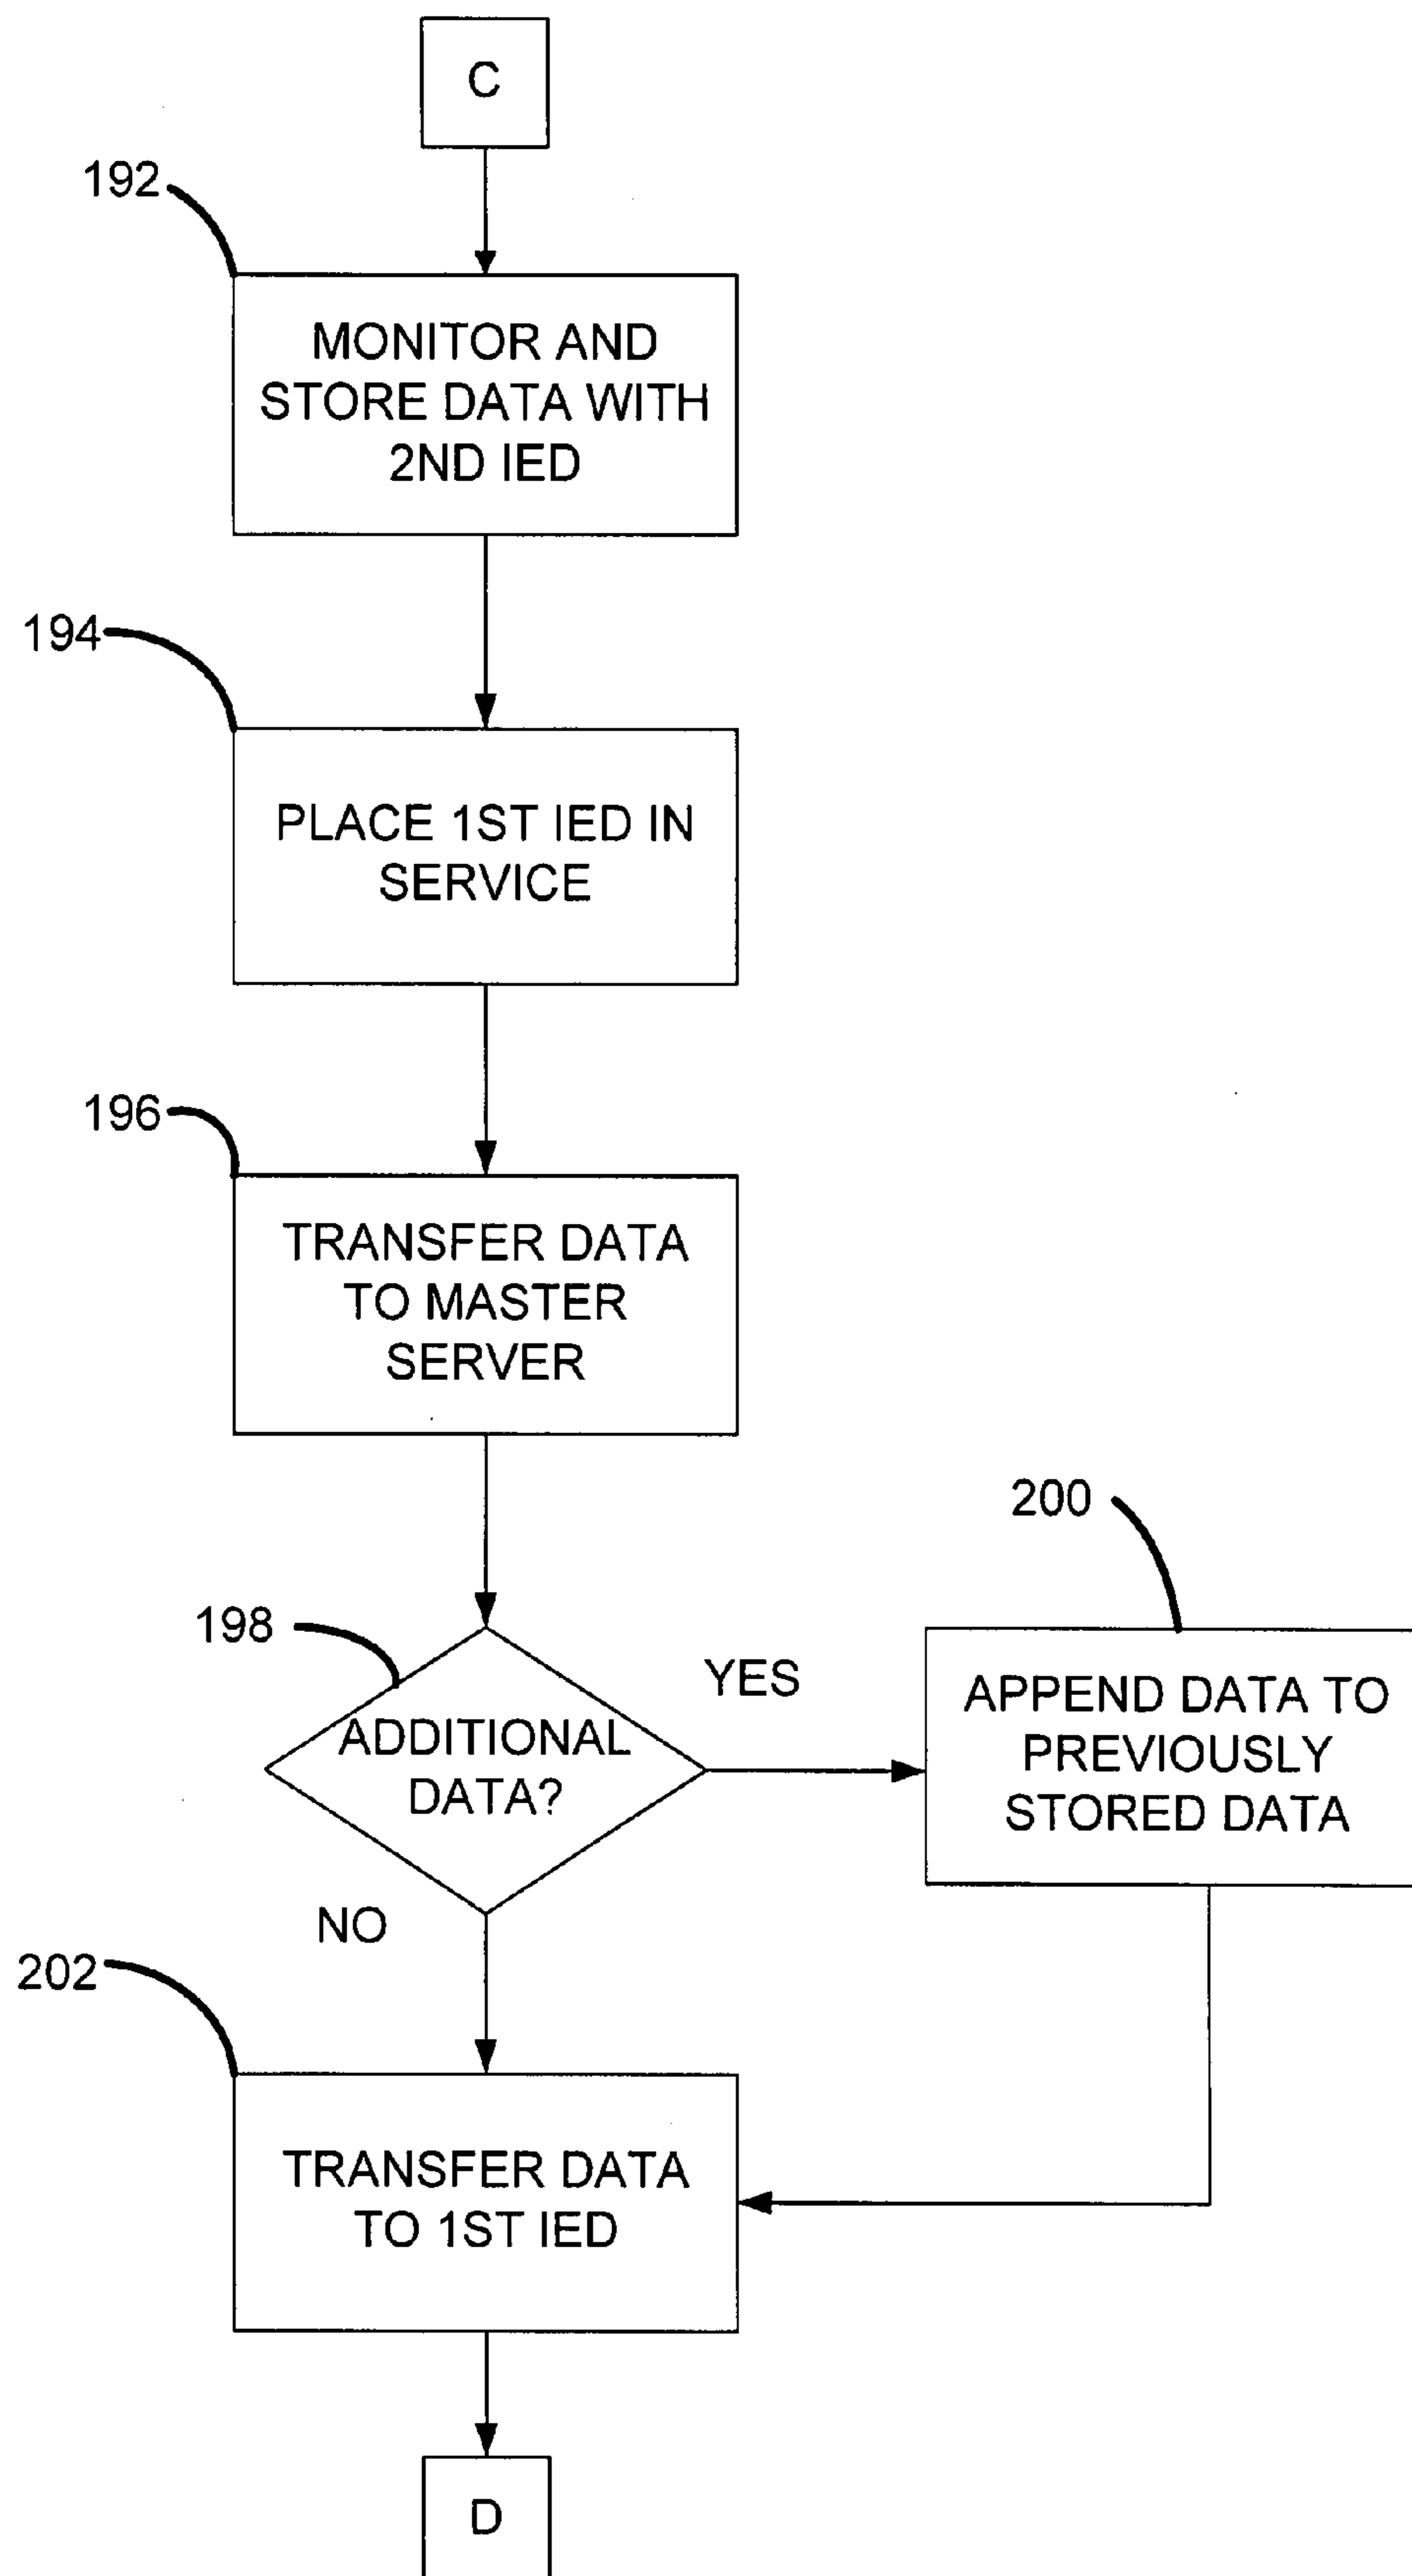 C
192
MONITOR AND
STORE DATA WITH
2ND IED
194
PLACE 1ST IED IN
SERVICE
196
TRANSFER DATA
TO MASTER
SERVER
198
ADDITIONAL
DATA?
YES
200
APPEND DATA TO
PREVIOUSLY
STORED DATA
NO
202
TRANSFER DATA
TO 1ST IED
D